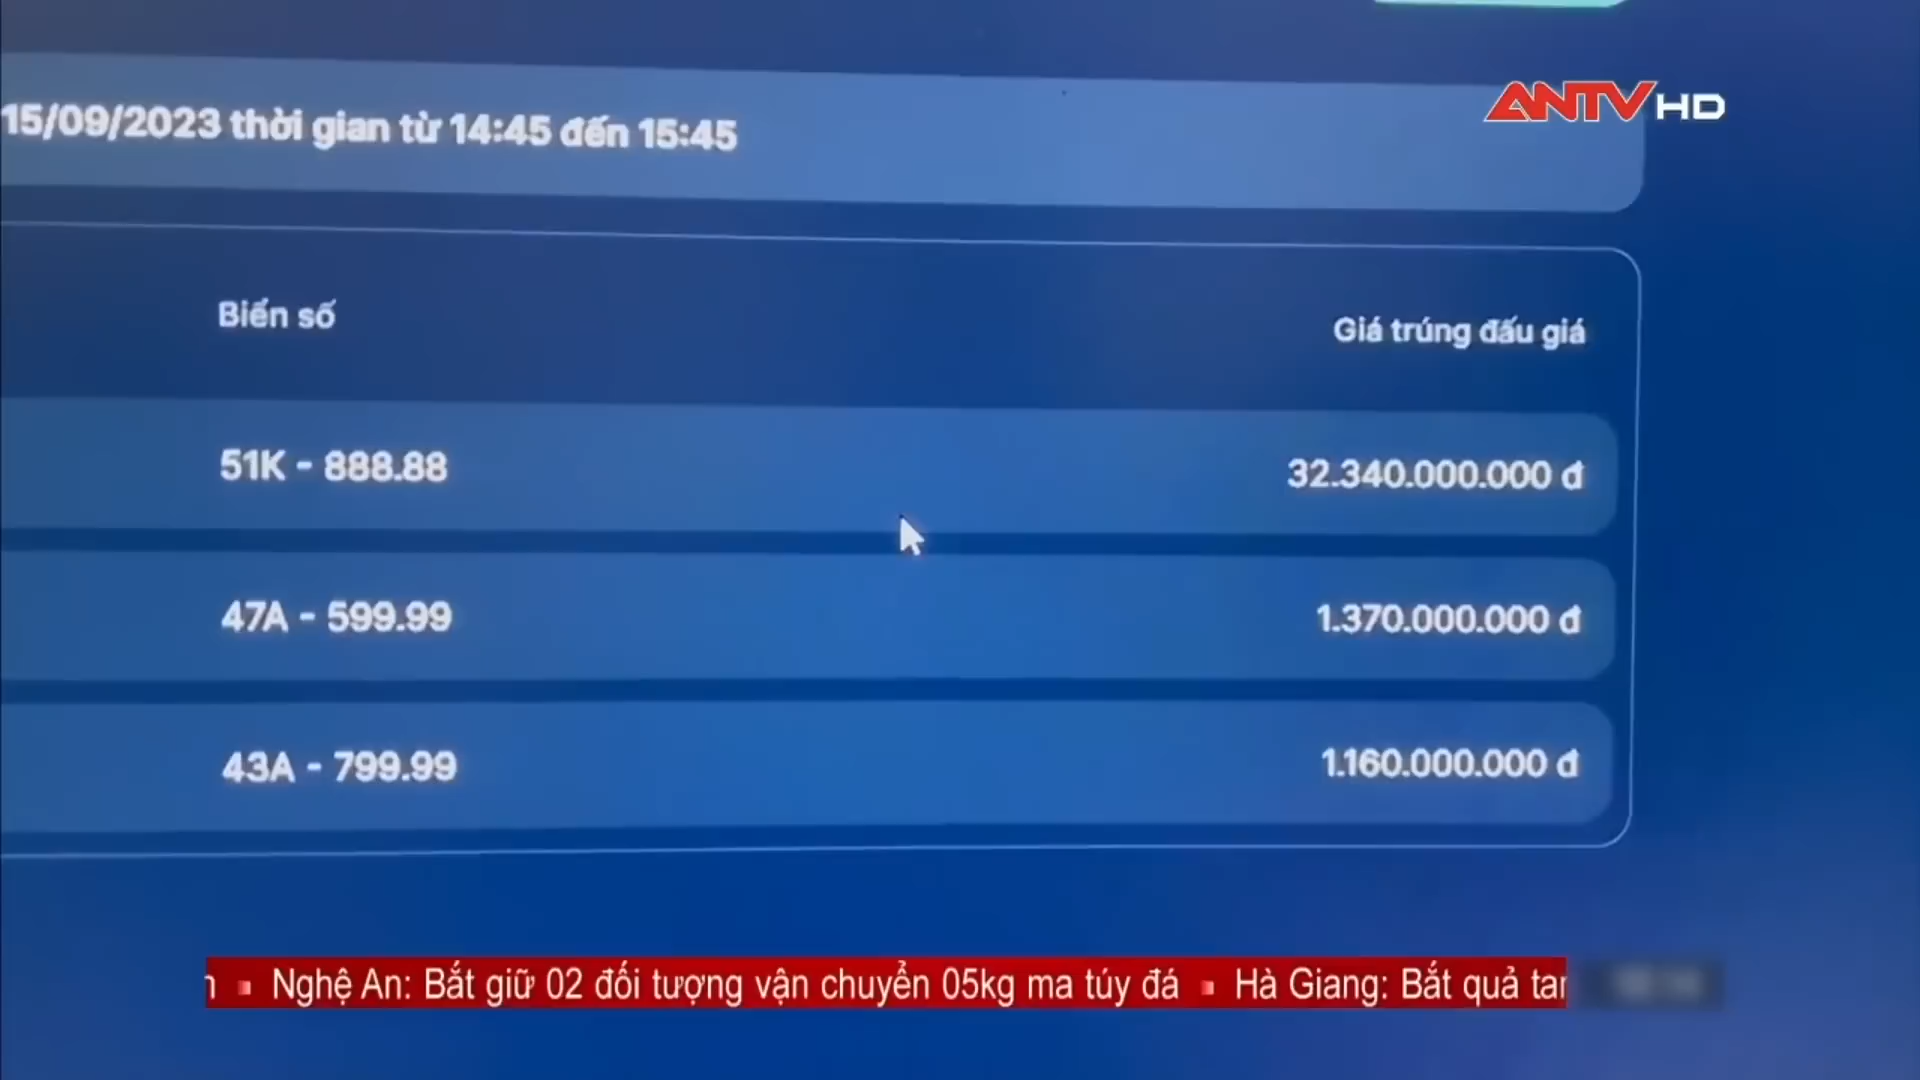 ANTV HD
15/09/2023 thời gian từ 14:45 đến 15:45
Biển số
Giá trúng đấu giá
51K - 888.88
32.340.000.000 đ
47A - 599.99
1.370.000.000 đ
43A - 799.99
1.160.000.000 đ
Nghệ An: Bắt giữ 02 đối tượng vận chuyển 05kg ma túy đá ▪ Hà Giang: Bắt quả